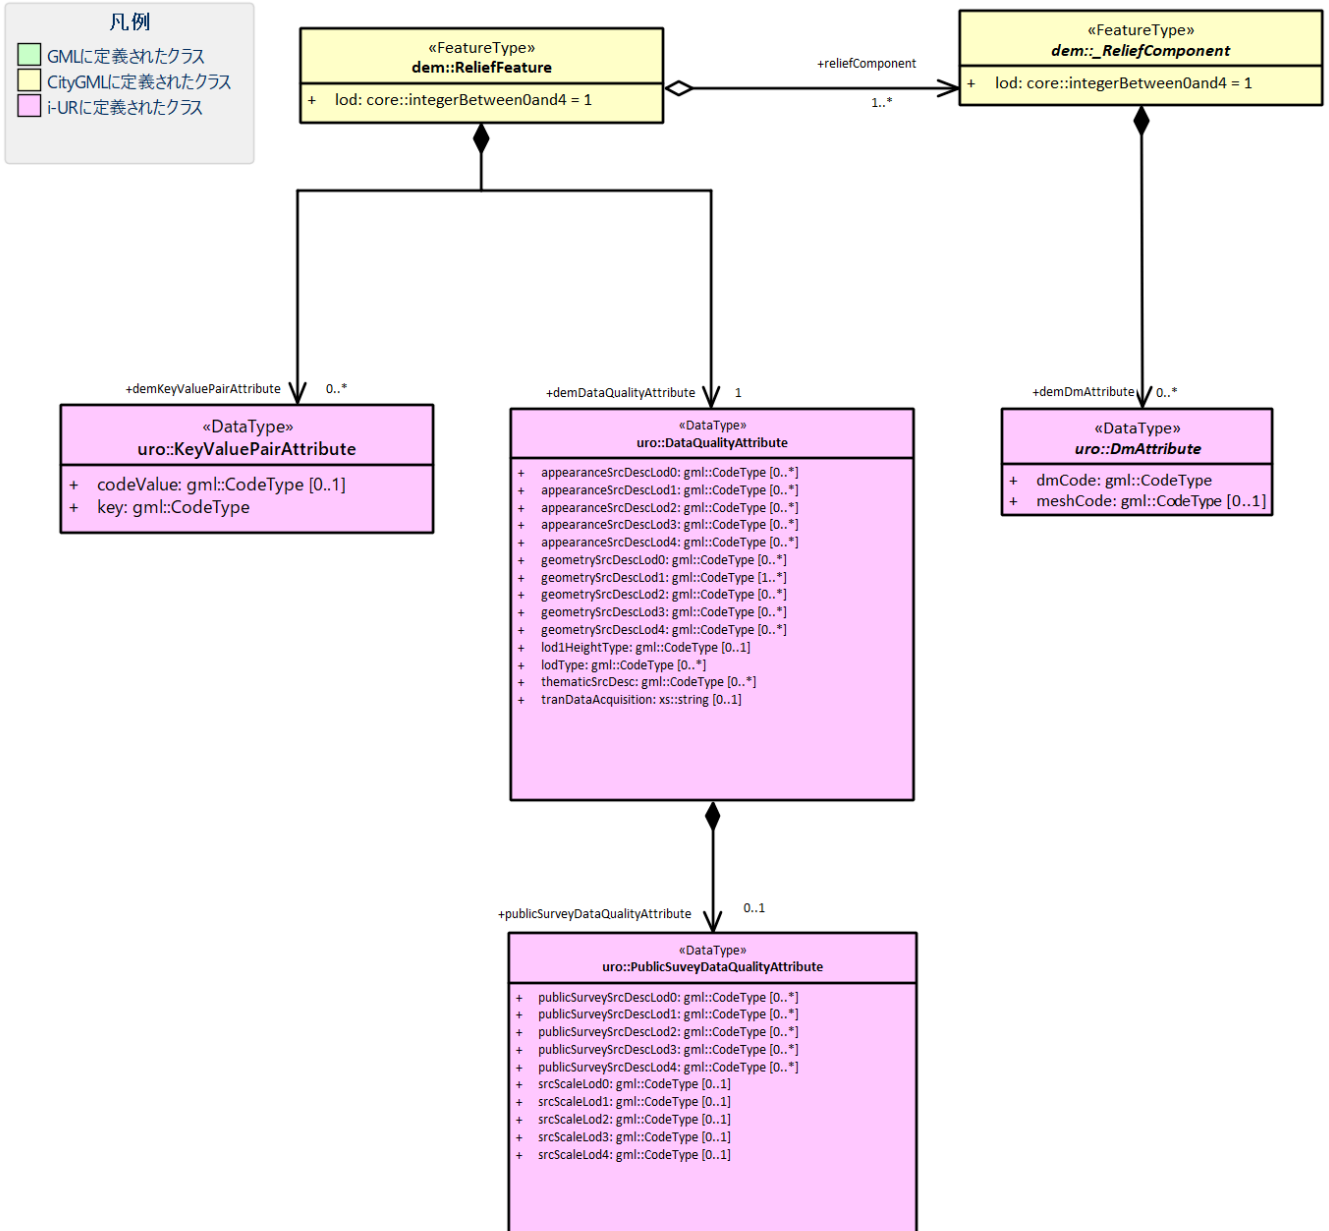 凡例
GMLに定義されたクラス
CityGMLに定義されたクラス
i-URに定義されたクラス
«FeatureType»
dem::ReliefFeature
+ lod: core::integerBetween0and4 = 1
+reliefComponent
1..*
«FeatureType»
dem::_ReliefComponent
+ lod: core::integerBetween0and4 = 1
+demKeyValuePairAttribute 0..*
«DataType»
uro::KeyValuePairAttribute
+ codeValue: gml::CodeType [0..1]
+ key: gml::CodeType
+demDataQualityAttribute 1
«DataType»
uro::DataQualityAttribute
+ appearanceSrcDescLod0: gml::CodeType [0..*]
+ appearanceSrcDescLod1: gml::CodeType [0..*]
+ appearanceSrcDescLod2: gml::CodeType [0..*]
+ appearanceSrcDescLod3: gml::CodeType [0..*]
+ appearanceSrcDescLod4: gml::CodeType [0..*]
+ geometrySrcDescLod0: gml::CodeType [0..*]
+ geometrySrcDescLod1: gml::CodeType [1..*]
+ geometrySrcDescLod2: gml::CodeType [0..*]
+ geometrySrcDescLod3: gml::CodeType [0..*]
+ geometrySrcDescLod4: gml::CodeType [0..*]
+ lod1HeightType: gml::CodeType [0..1]
+ lodType: gml::CodeType [0..*]
+ thematicSrcDesc: gml::CodeType [0..*]
+ tranDataAcquisition: xs::string [0..1]
+demDmAttribute 0..*
«DataType»
uro::DmAttribute
+ dmCode: gml::CodeType
+ meshCode: gml::CodeType [0..1]
+publicSurveyDataQualityAttribute 0..1
«DataType»
uro::PublicSuveyDataQualityAttribute
+ publicSurveySrcDescLod0: gml::CodeType [0..*]
+ publicSurveySrcDescLod1: gml::CodeType [0..*]
+ publicSurveySrcDescLod2: gml::CodeType [0..*]
+ publicSurveySrcDescLod3: gml::CodeType [0..*]
+ publicSurveySrcDescLod4: gml::CodeType [0..*]
+ srcScaleLod0: gml::CodeType [0..1]
+ srcScaleLod1: gml::CodeType [0..1]
+ srcScaleLod2: gml::CodeType [0..1]
+ srcScaleLod3: gml::CodeType [0..1]
+ srcScaleLod4: gml::CodeType [0..1]